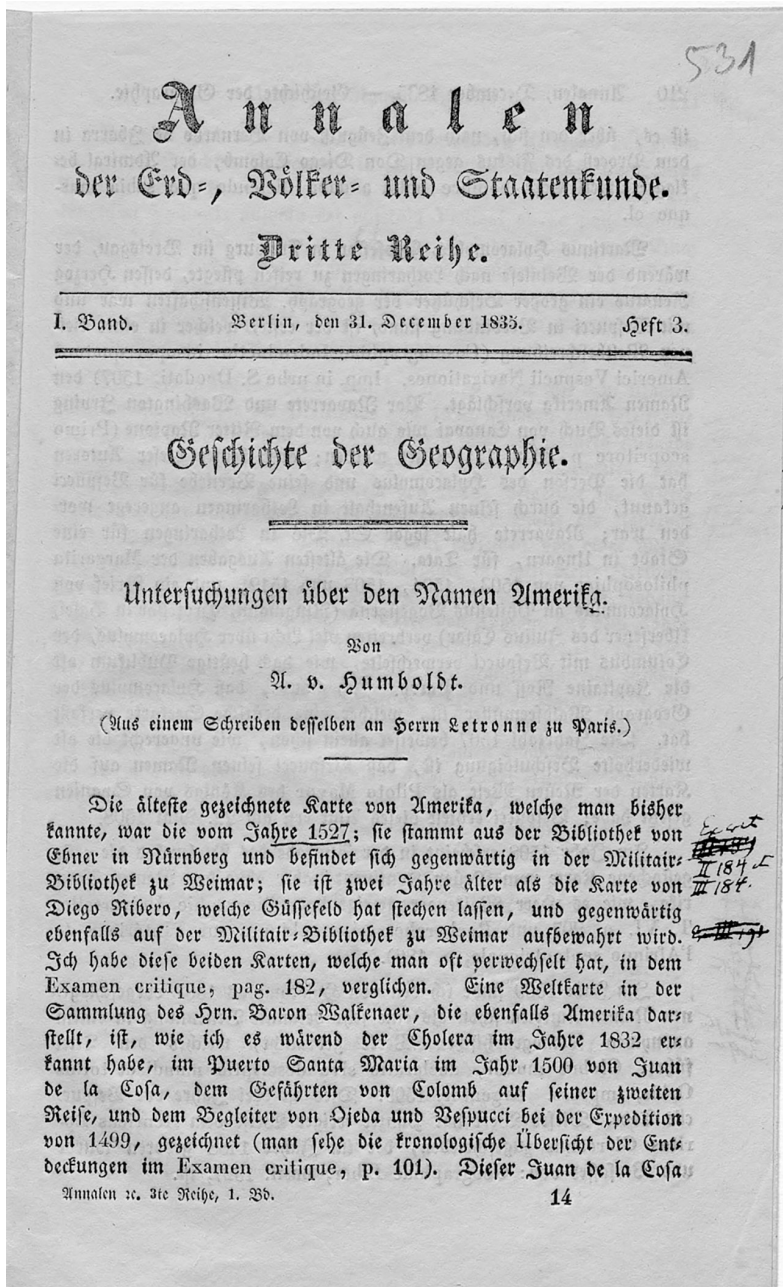 531
Annalen
der Erd-, Völker- und Staatenkunde.
Dritte Reihe.
I. Band. Berlin, den 31. December 1835. Heft 3.
Geschichte der Geographie.
Untersuchungen über den Namen Amerika.
Von
A. v. Humboldt.
(Aus einem Schreiben desselben an Herrn Letronne zu Paris.)
Die älteste gezeichnete Karte von Amerika, welche man bisher
kannte, war die vom Jahre 1527; sie stammt aus der Bibliothek von
Ebner in Nürnberg und befindet sich gegenwärtig in der Militair-
Bibliothek zu Weimar; sie ist zwei Jahre älter als die Karte von
Diego Ribero, welche Güssefeld hat stechen lassen, und gegenwärtig
ebenfalls auf der Militair-Bibliothek zu Weimar aufbewahrt wird.
Ich habe diese beiden Karten, welche man oft verwechselt hat, in dem
Examen critique, pag. 182, verglichen. Eine Weltkarte in der
Sammlung des Hrn. Baron Walkenaer, die ebenfalls Amerika dar-
stellt, ist, wie ich es wärend der Cholera im Jahre 1832 er-
kannt habe, im Puerto Santa Maria im Jahr 1500 von Juan
de la Cosa, dem Gefährten von Colomb auf seiner zweiten
Reise, und dem Begleiter von Ojeda und Vespucci bei der Expedition
von 1499, gezeichnet (man sehe die kronologische Übersicht der Ent-
deckungen im Examen critique, p. 101). Dieser Juan de la Cosa
Annalen ꝛc. 3te Reihe, 1. Bd. 14
II 184
III 184.